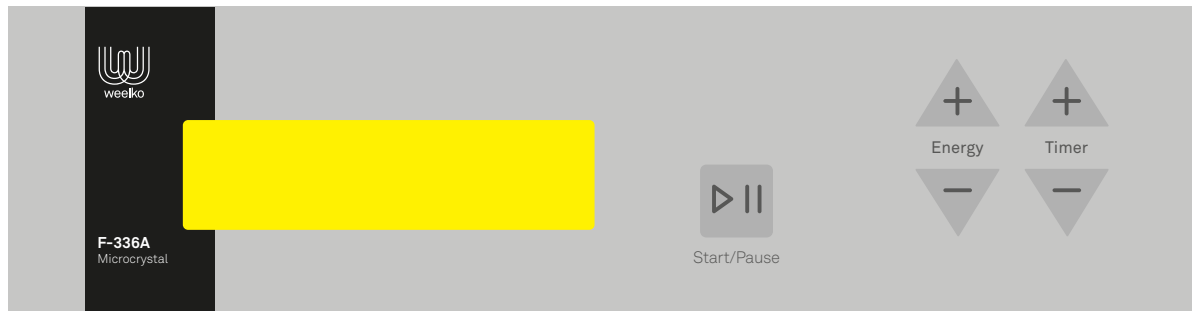 weelko
F-336A
Microcrystal
Start/Pause
Energy
Timer